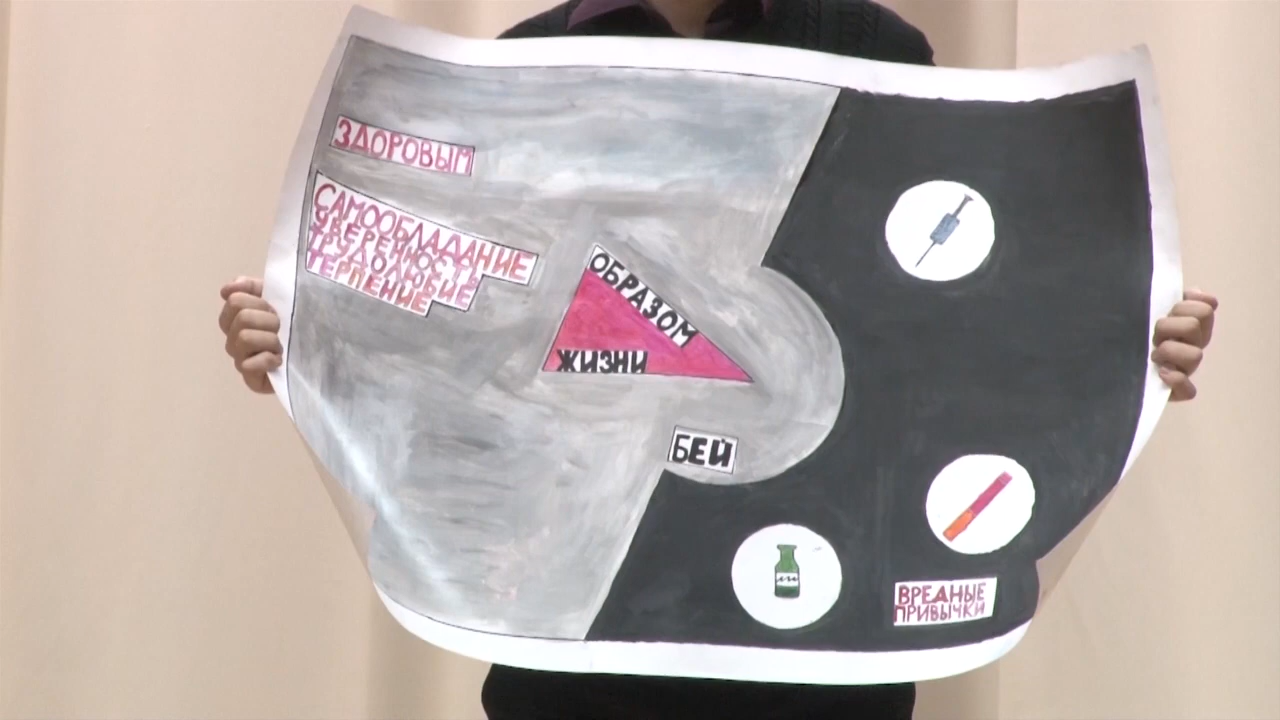 ЗДОРОВЫМ
САМООБЛАДАНИЕ
УВЕРЕННОСТЬ
ТРУДОЛЮБИЕ
ТЕРПЕНИЕ
ОБРАЗОМ
ЖИЗНИ
БЕЙ
ВРЕДНЫЕ
ПРИВЫЧКИ